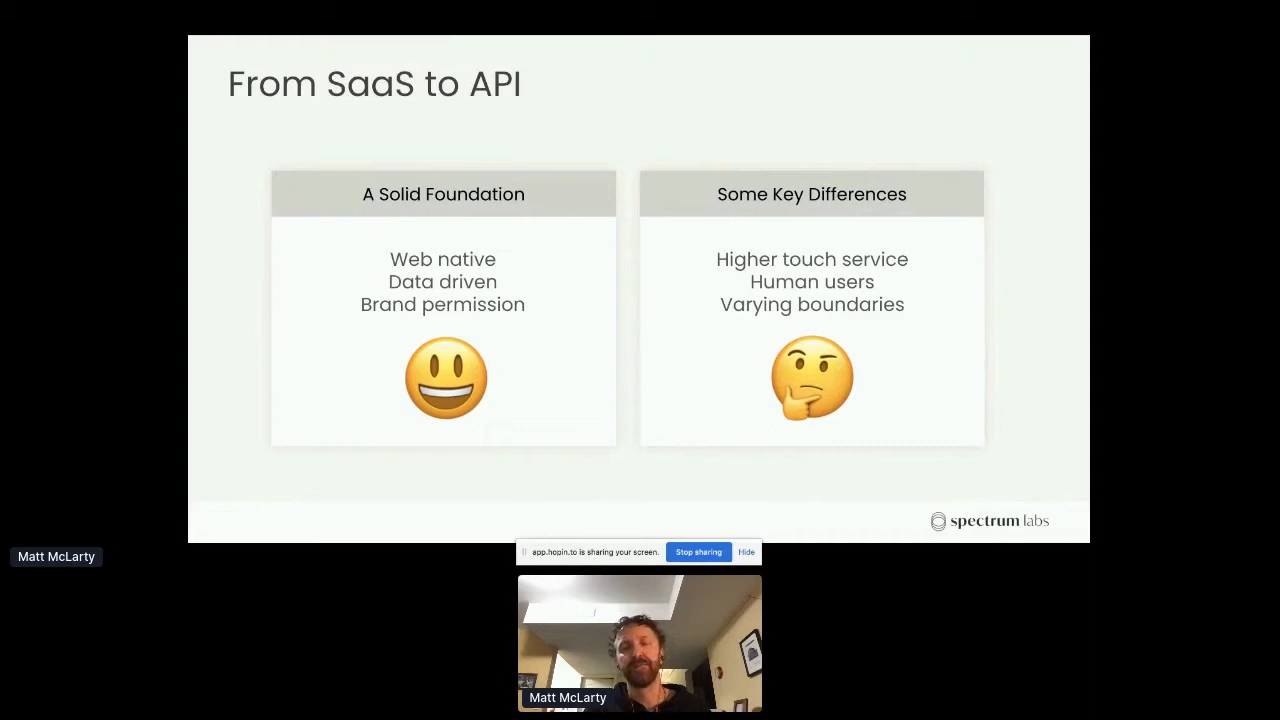 From SaaS to API
A Solid Foundation
Web native
Data driven
Brand permission
Some Key Differences
Higher touch service
Human users
Varying boundaries
spectrum labs
Matt McLarty
app.hopin.to is sharing your screen.
Stop sharing
Hide
Matt McLarty